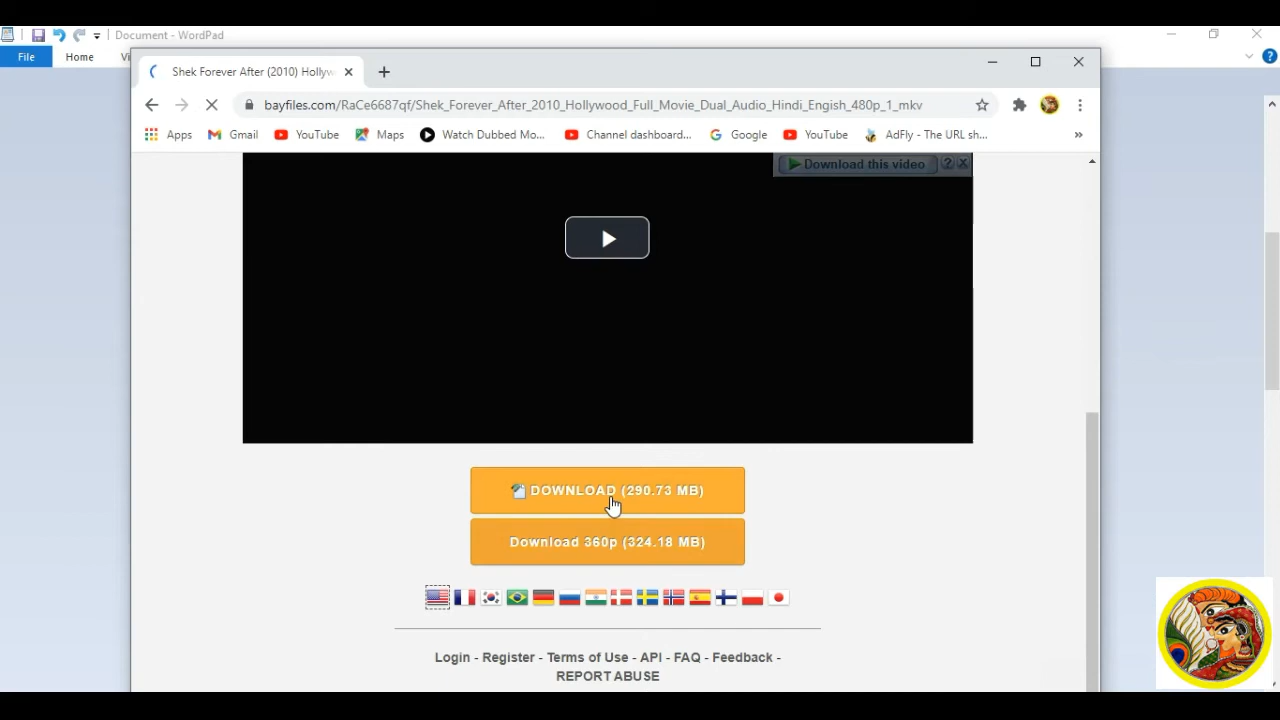 Document - WordPad
File
Home
Vi
Shek Forever After (2010) Hollyw
bayfiles.com/RaCe6687qf/Shek_Forever_After_2010_Hollywood_Full_Movie_Dual_Audio_Hindi_Engish_480p_1_mkv
Apps
Gmail
YouTube
Maps
Watch Dubbed Mo...
Channel dashboard...
Google
YouTube
AdFly - The URL sh...
»
Download this video
?
DOWNLOAD (290.73 MB)
Download 360p (324.18 MB)
Login - Register - Terms of Use - API - FAQ - Feedback -
REPORT ABUSE